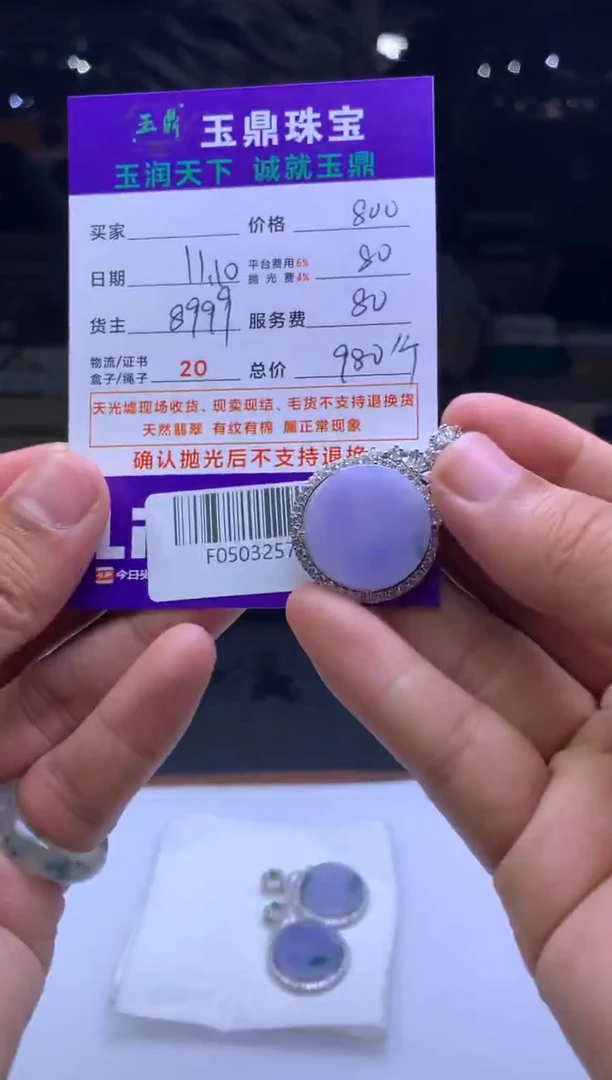 玉鼎 玉鼎珠宝
玉润天下 诚就玉鼎
买家 价格 800
日期 11.10 平台费用6% 抛光费4% 80
货主 8999 服务费 80
物流/证书 盒子/绳子 20 总价 980/个
天光墟现场收货、现卖现结、毛货不支持退换货
天然翡翠 有纹有棉 属正常现象
确认抛光后不支持退换
F0503257
今日头